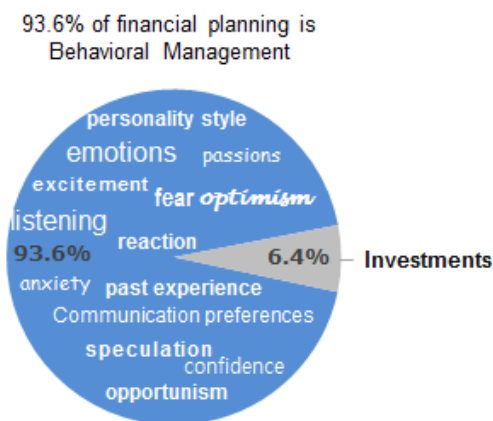 93.6% of financial planning is
Behavioral Management
personality style
emotions passions
excitement
fear optimism
listening
reaction
93.6%
6.4%
Investments
anxiety past experience
Communication preferences
speculation
confidence
opportunism